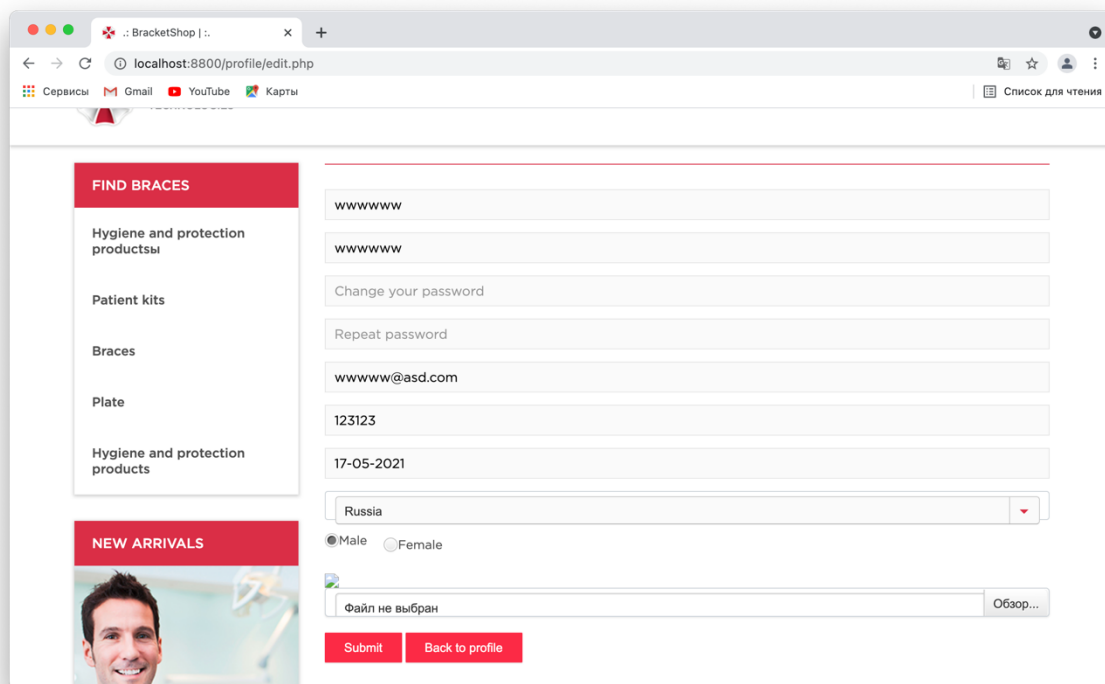 .: BracketShop | :.
localhost:8800/profile/edit.php
Сервисы Gmail YouTube Карты Список для чтения
FIND BRACES
Hygiene and protection
productsы
Patient kits
Braces
Plate
Hygiene and protection
products
NEW ARRIVALS
wwwwww
wwwwww
Change your password
Repeat password
wwwww@asd.com
123123
17-05-2021
Russia
Male Female
Файл не выбран Обзор...
Submit Back to profile